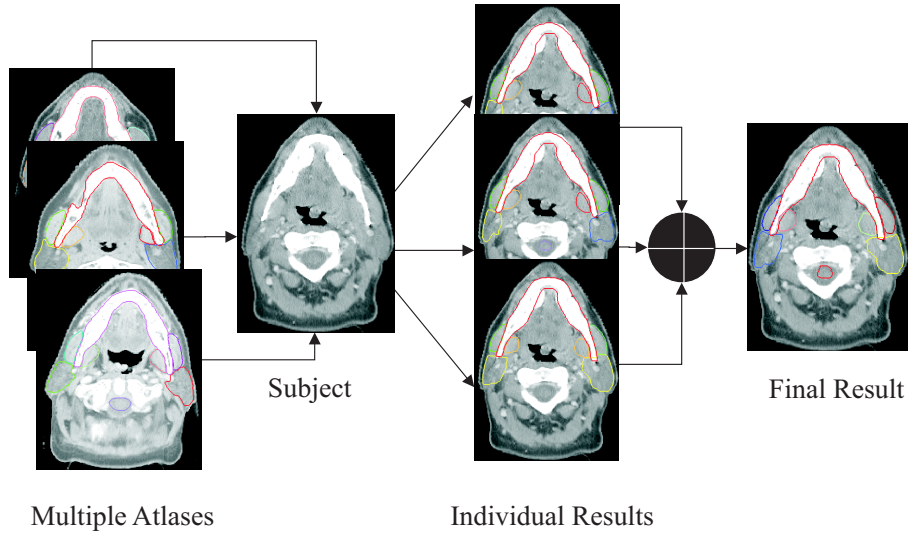 Subject
Final Result
Multiple Atlases
Individual Results